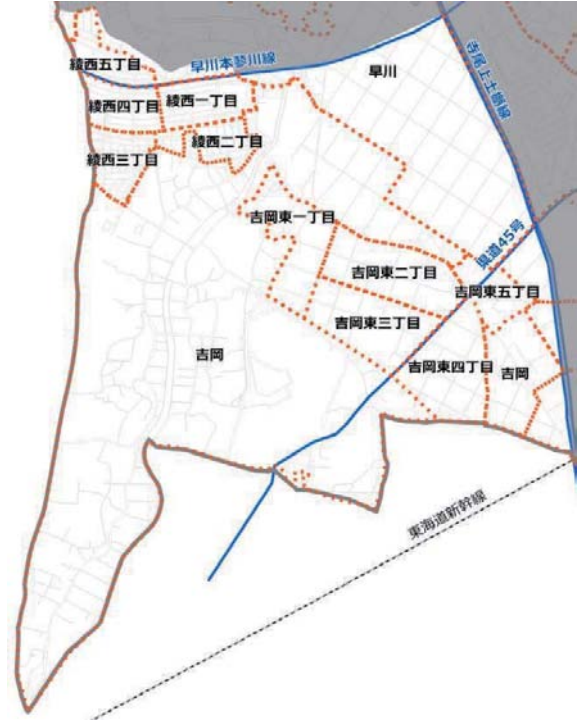 綾西五丁目
早川本蓼川線
早川
寺尾上土棚線
綾西四丁目
綾西一丁目
綾西三丁目
綾西二丁目
吉岡東一丁目
県道45号
吉岡東二丁目
吉岡東五丁目
吉岡東三丁目
吉岡
吉岡東四丁目
吉岡
東海道新幹線